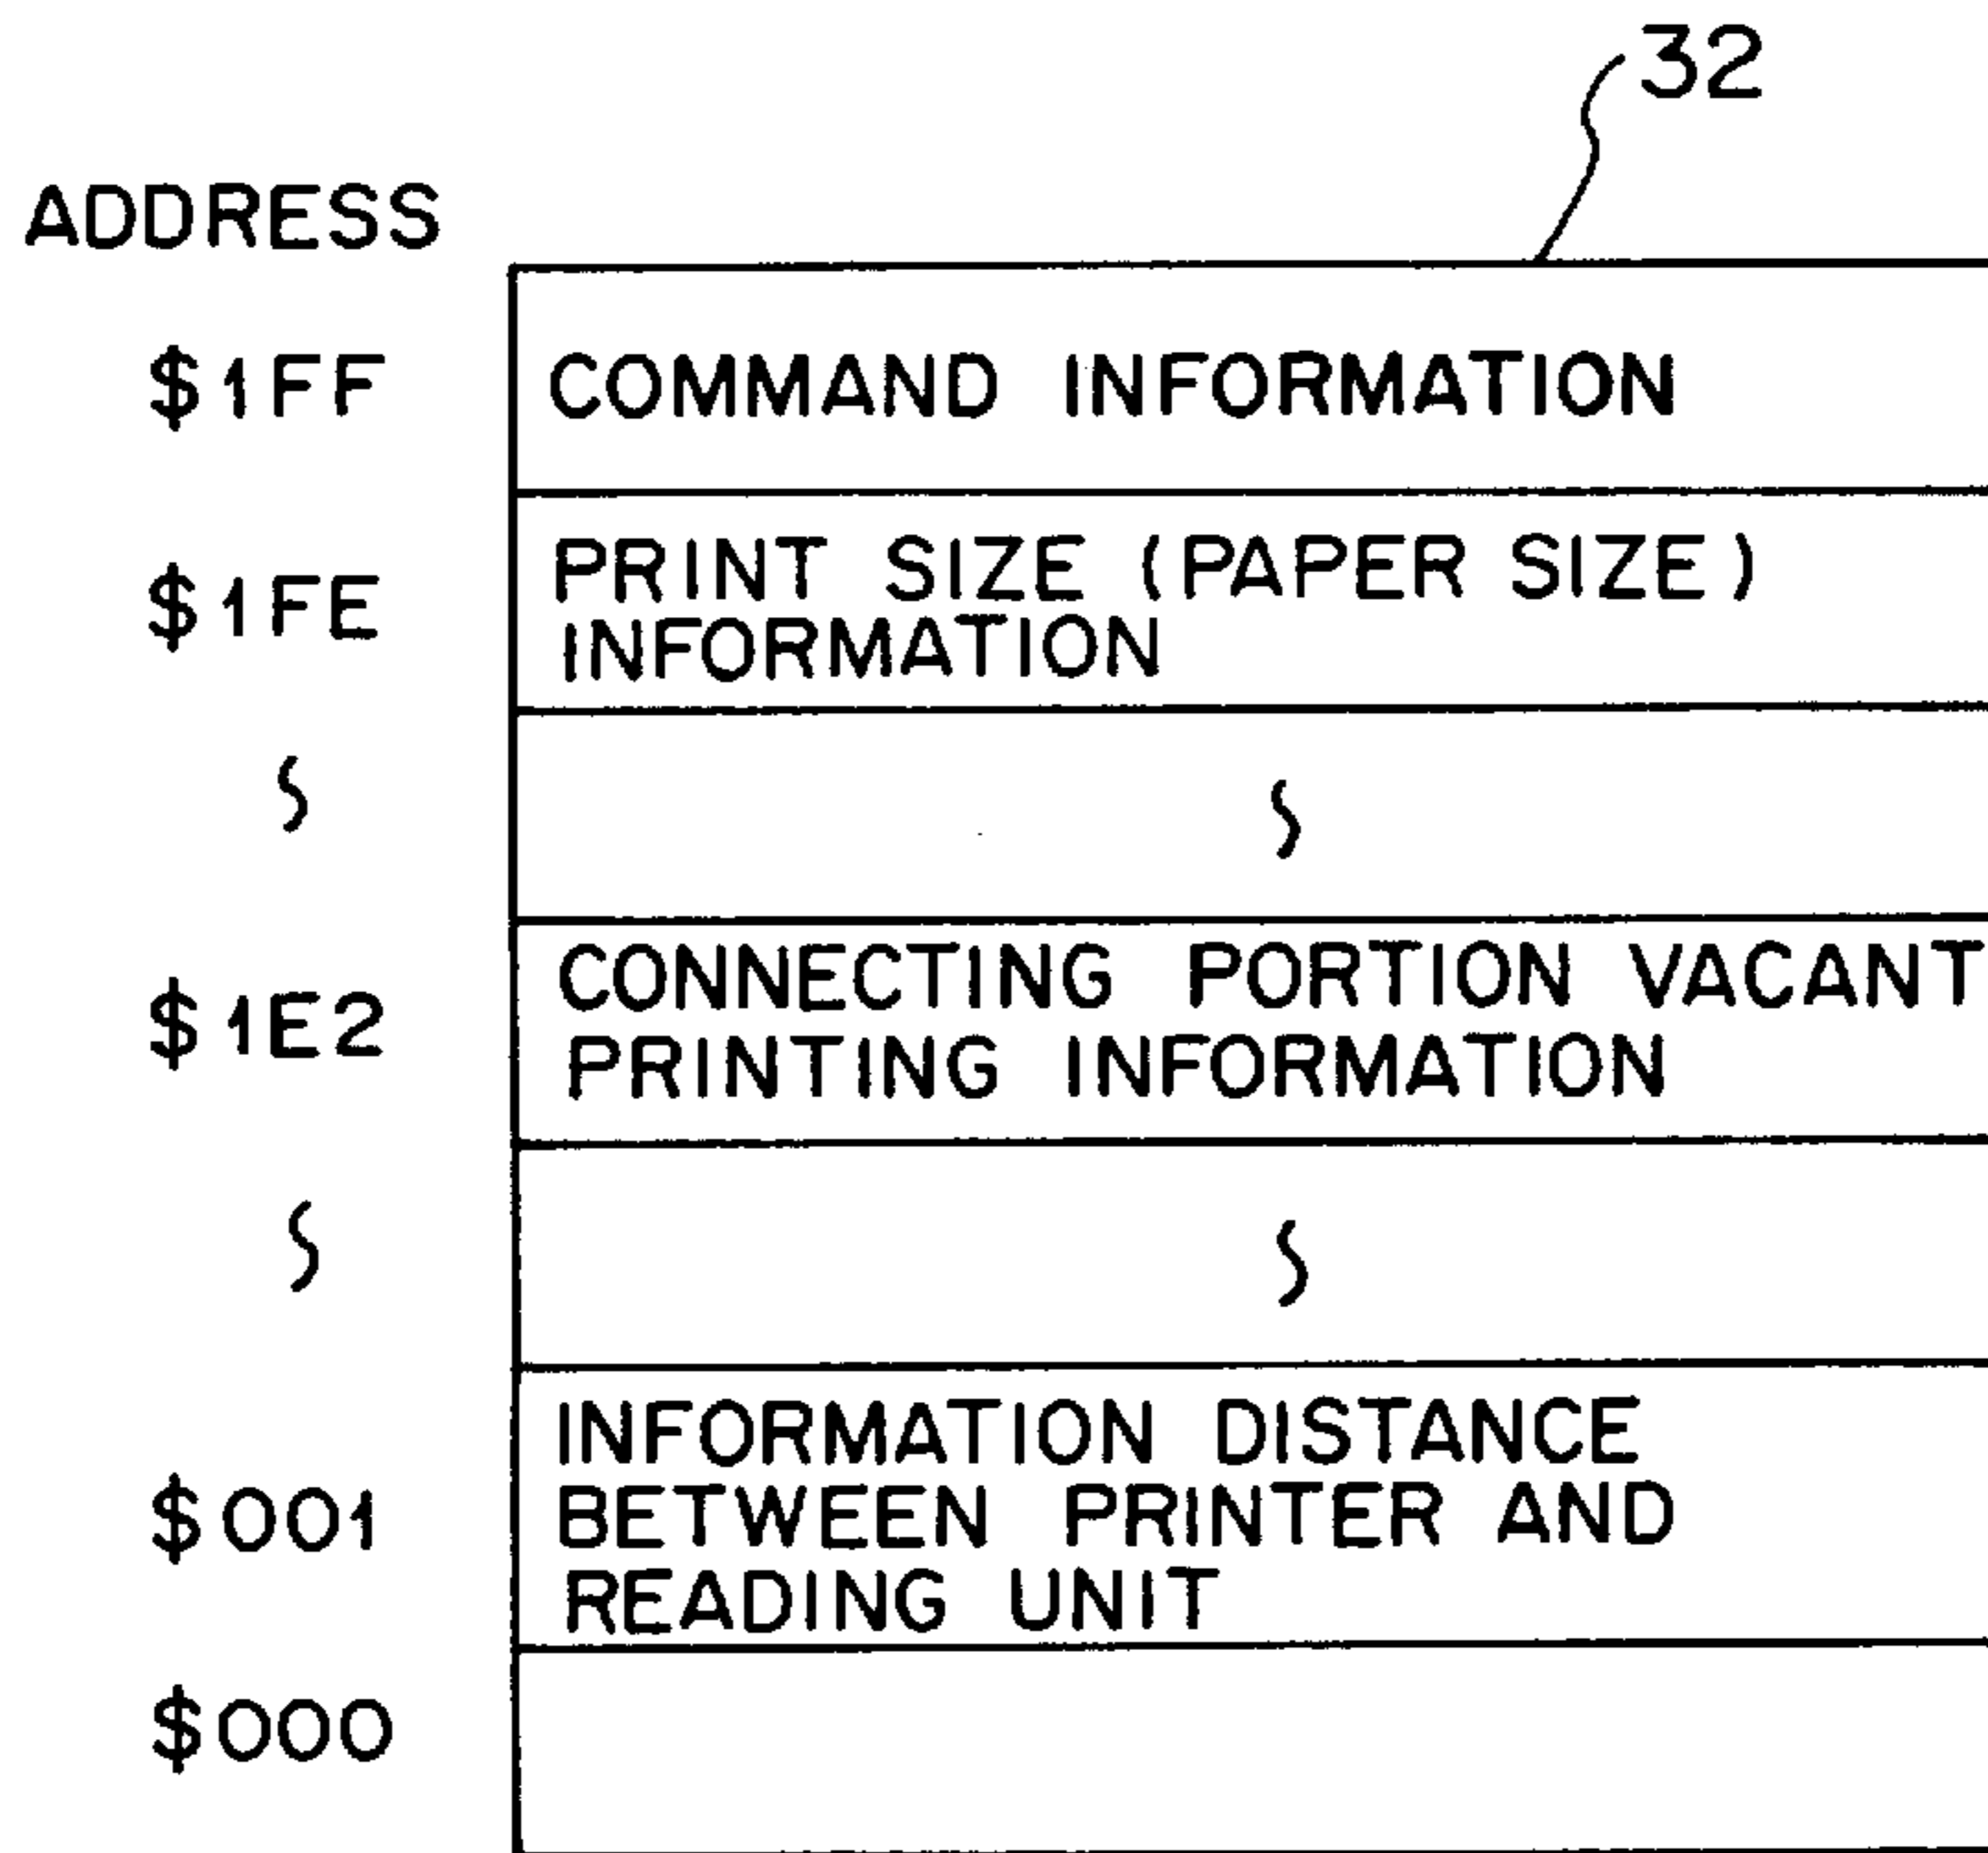 32
ADDRESS
$1FF COMMAND INFORMATION
$1FE PRINT SIZE (PAPER SIZE)
INFORMATION
$1E2 CONNECTING PORTION VACANT
PRINTING INFORMATION
$001 INFORMATION DISTANCE
BETWEEN PRINTER AND
READING UNIT
$000